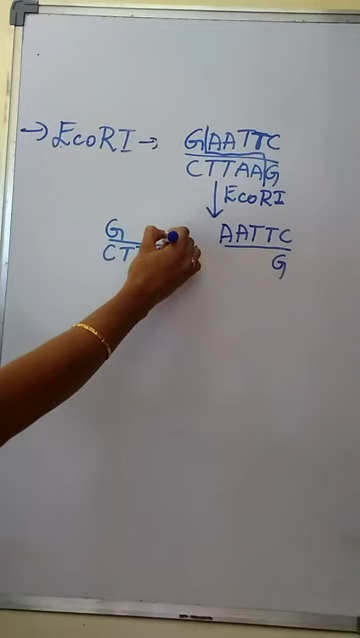 → EcoRI → G|AATTC
CTTAA|G
↓ EcoRI
G AATTC
CT G